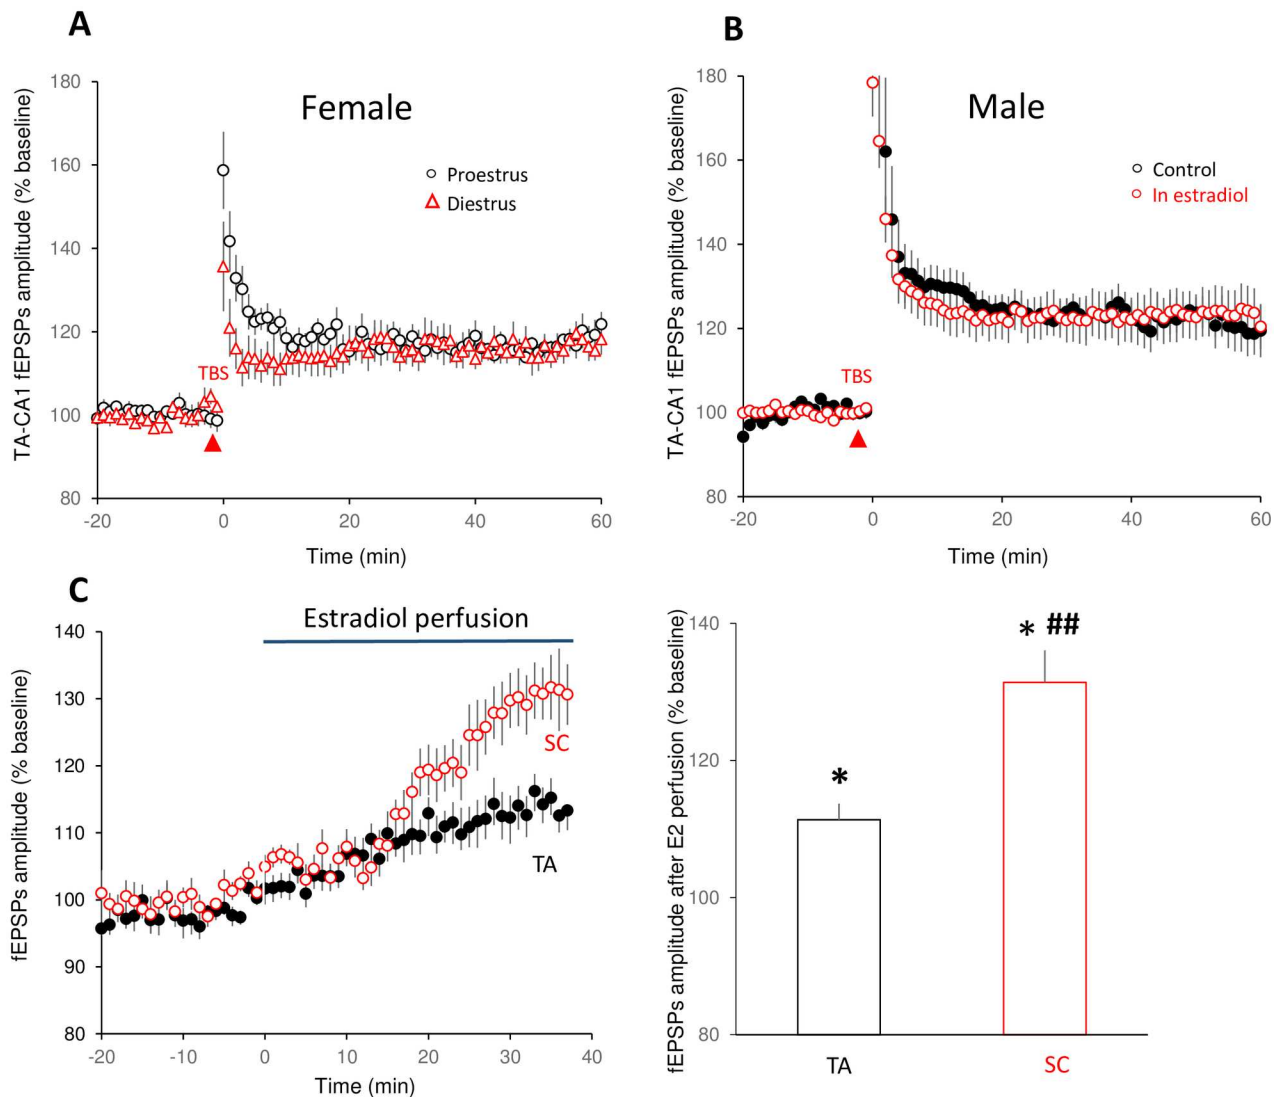 A
TA-CA1 fEPSPs amplitude (% baseline)
180
160
140
120
100
80
Female
Proestrus
Diestrus
TBS
-20
0
20
40
60
Time (min)
B
TA-CA1 fEPSPs amplitude (% baseline)
180
160
140
120
100
80
Male
Control
In estradiol
TBS
-20
0
20
40
60
Time (min)
C
fEPSPs amplitude (% baseline)
140
130
120
110
100
90
80
Estradiol perfusion
SC
TA
-20
-10
0
10
20
30
40
Time (min)
fEPSPs amplitude after E2 perfusion (% baseline)
140
120
100
80
*
* ##
TA
SC